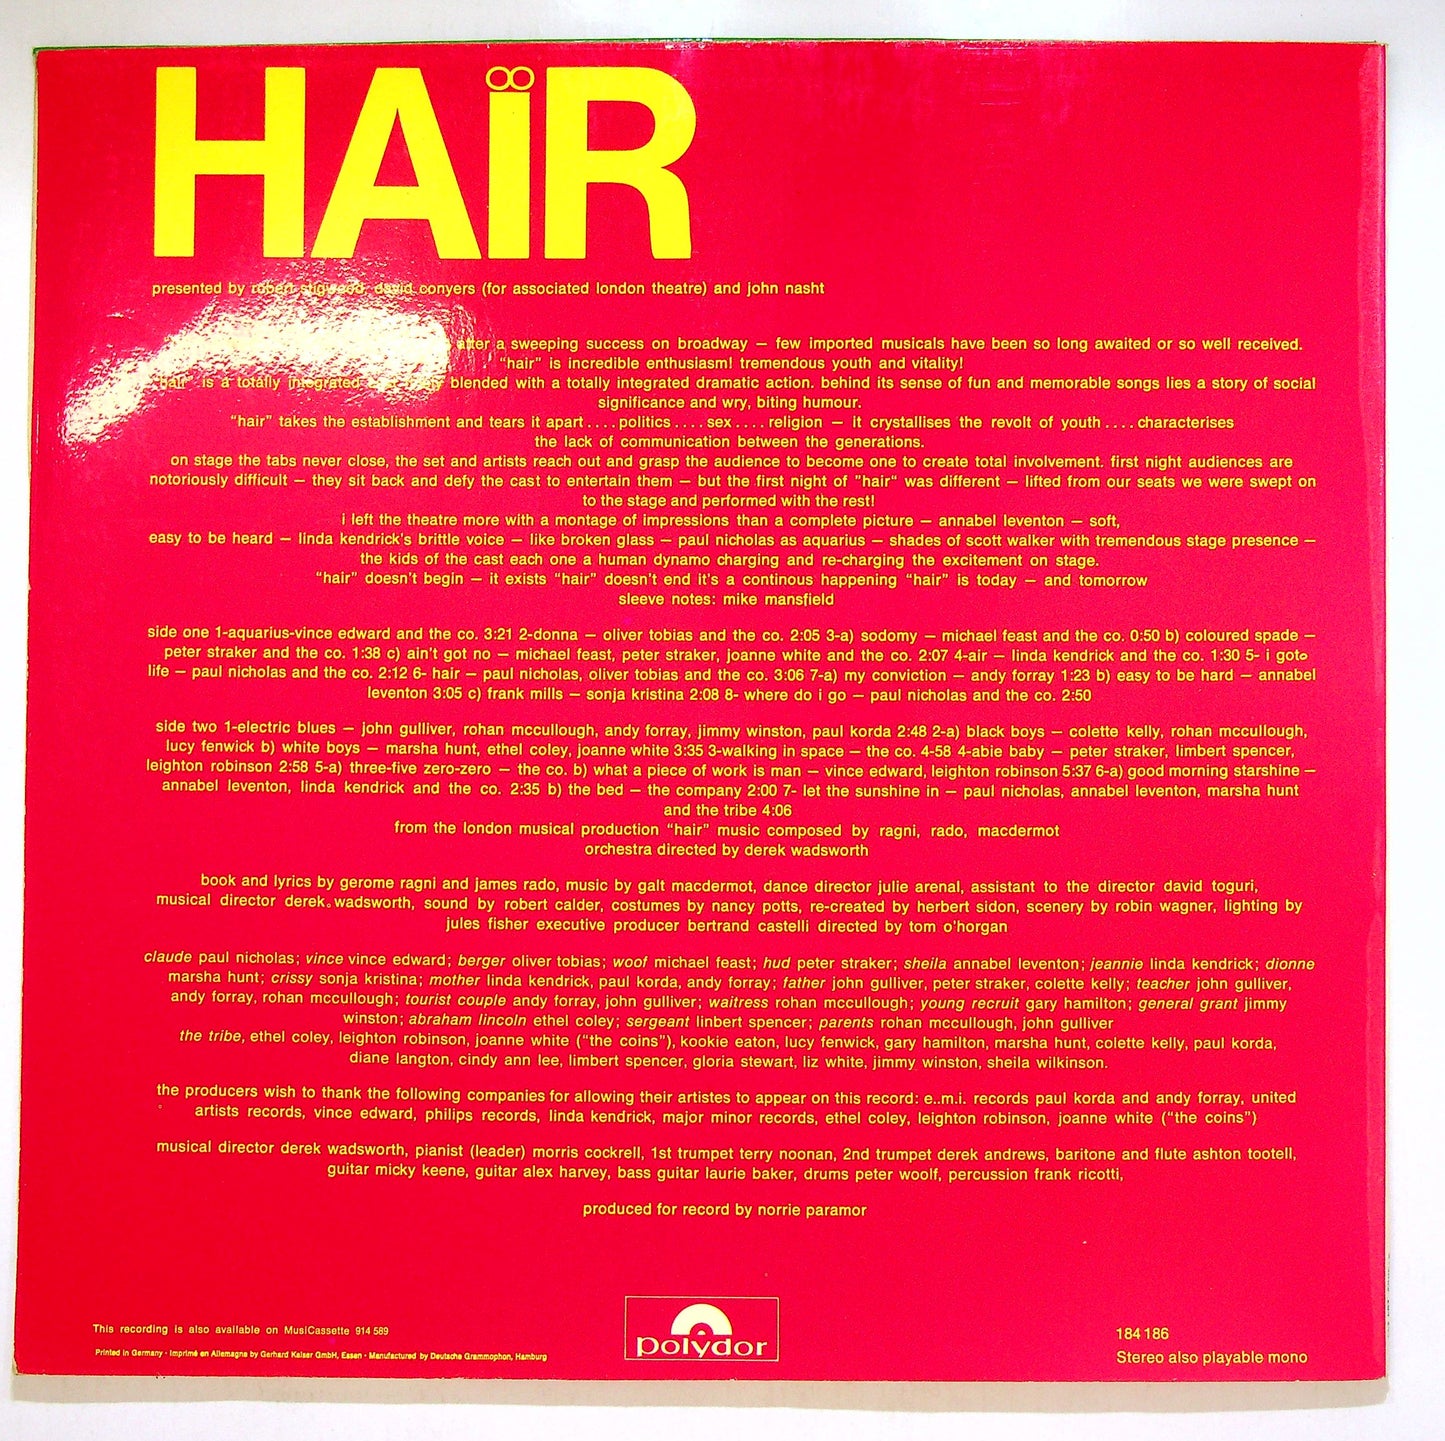 HAÏR
presented by robert stigwood, david conyers (for associated london theatre) and john nasht
after a sweeping success on broadway — few imported musicals have been so long awaited or so well received.
“hair” is incredible enthusiasm! tremendous youth and vitality!
“hair” is a totally integrated blended with a totally integrated dramatic action. behind its sense of fun and memorable songs lies a story of social
significance and wry, biting humour.
“hair” takes the establishment and tears it apart . . . . politics . . . . sex . . . . religion — it crystallises the revolt of youth . . . . characterises
the lack of communication between the generations.
on stage the tabs never close, the set and artists reach out and grasp the audience to become one to create total involvement. first night audiences are
notoriously difficult — they sit back and defy the cast to entertain them — but the first night of ”hair“ was different — lifted from our seats we were swept on
to the stage and performed with the rest!
i left the theatre more with a montage of impressions than a complete picture — annabel leventon — soft,
easy to be heard — linda kendrick's brittle voice — like broken glass — paul nicholas as aquarius — shades of scott walker with tremendous stage presence —
the kids of the cast each one a human dynamo charging and re-charging the excitement on stage.
“hair” doesn't begin — it exists “hair” doesn't end it's a continous happening “hair” is today — and tomorrow
sleeve notes: mike mansfield
side one 1-aquarius-vince edward and the co. 3:21 2-donna — oliver tobias and the co. 2:05 3-a) sodomy — michael feast and the co. 0:50 b) coloured spade —
peter straker and the co. 1:38 c) ain't got no — michael feast, peter straker, joanne white and the co. 2:07 4-air — linda kendrick and the co. 1:30 5- i got
life — paul nicholas and the co. 2:12 6- hair — paul nicholas, oliver tobias and the co. 3:06 7-a) my conviction — andy forray 1:23 b) easy to be hard — annabel
leventon 3:05 c) frank mills — sonja kristina 2:08 8- where do i go — paul nicholas and the co. 2:50
side two 1-electric blues — john gulliver, rohan mccullough, andy forray, jimmy winston, paul korda 2:48 2-a) black boys — colette kelly, rohan mccullough,
lucy fenwick b) white boys — marsha hunt, ethel coley, joanne white 3:35 3-walking in space — the co. 4-58 4-abie baby — peter straker, limbert spencer,
leighton robinson 2:58 5-a) three-five zero-zero — the co. b) what a piece of work is man — vince edward, leighton robinson 5:37 6-a) good morning starshine —
annabel leventon, linda kendrick and the co. 2:35 b) the bed — the company 2:00 7- let the sunshine in — paul nicholas, annabel leventon, marsha hunt
and the tribe 4:06
from the london musical production “hair” music composed by ragni, rado, macdermot
orchestra directed by derek wadsworth
book and lyrics by gerome ragni and james rado, music by galt macdermot, dance director julie arenal, assistant to the director david toguri,
musical director derek wadsworth, sound by robert calder, costumes by nancy potts, re-created by herbert sidon, scenery by robin wagner, lighting by
jules fisher executive producer bertrand castelli directed by tom o'horgan
claude paul nicholas; vince vince edward; berger oliver tobias; woof michael feast; hud peter straker; sheila annabel leventon; jeannie linda kendrick; dionne
marsha hunt; crissy sonja kristina; mother linda kendrick, paul korda, andy forray; father john gulliver, peter straker, colette kelly; teacher john gulliver,
andy forray, rohan mccullough; tourist couple andy forray, john gulliver; waitress rohan mccullough; young recruit gary hamilton; general grant jimmy
winston; abraham lincoln ethel coley; sergeant linbert spencer; parents rohan mccullough, john gulliver
the tribe, ethel coley, leighton robinson, joanne white (“the coins”), kookie eaton, lucy fenwick, gary hamilton, marsha hunt, colette kelly, paul korda,
diane langton, cindy ann lee, limbert spencer, gloria stewart, liz white, jimmy winston, sheila wilkinson.
the producers wish to thank the following companies for allowing their artistes to appear on this record: e..m.i. records paul korda and andy forray, united
artists records, vince edward, philips records, linda kendrick, major minor records, ethel coley, leighton robinson, joanne white (“the coins”)
musical director derek wadsworth, pianist (leader) morris cockrell, 1st trumpet terry noonan, 2nd trumpet derek andrews, baritone and flute ashton tootell,
guitar micky keene, guitar alex harvey, bass guitar laurie baker, drums peter woolf, percussion frank ricotti,
produced for record by norrie paramor
This recording is also available on MusiCassette 914 589
Printed in Germany · Imprimé en Allemagne by Gerhard Kaiser GmbH, Essen · Manufactured by Deutsche Grammophon, Hamburg
polydor
184 186
Stereo also playable mono